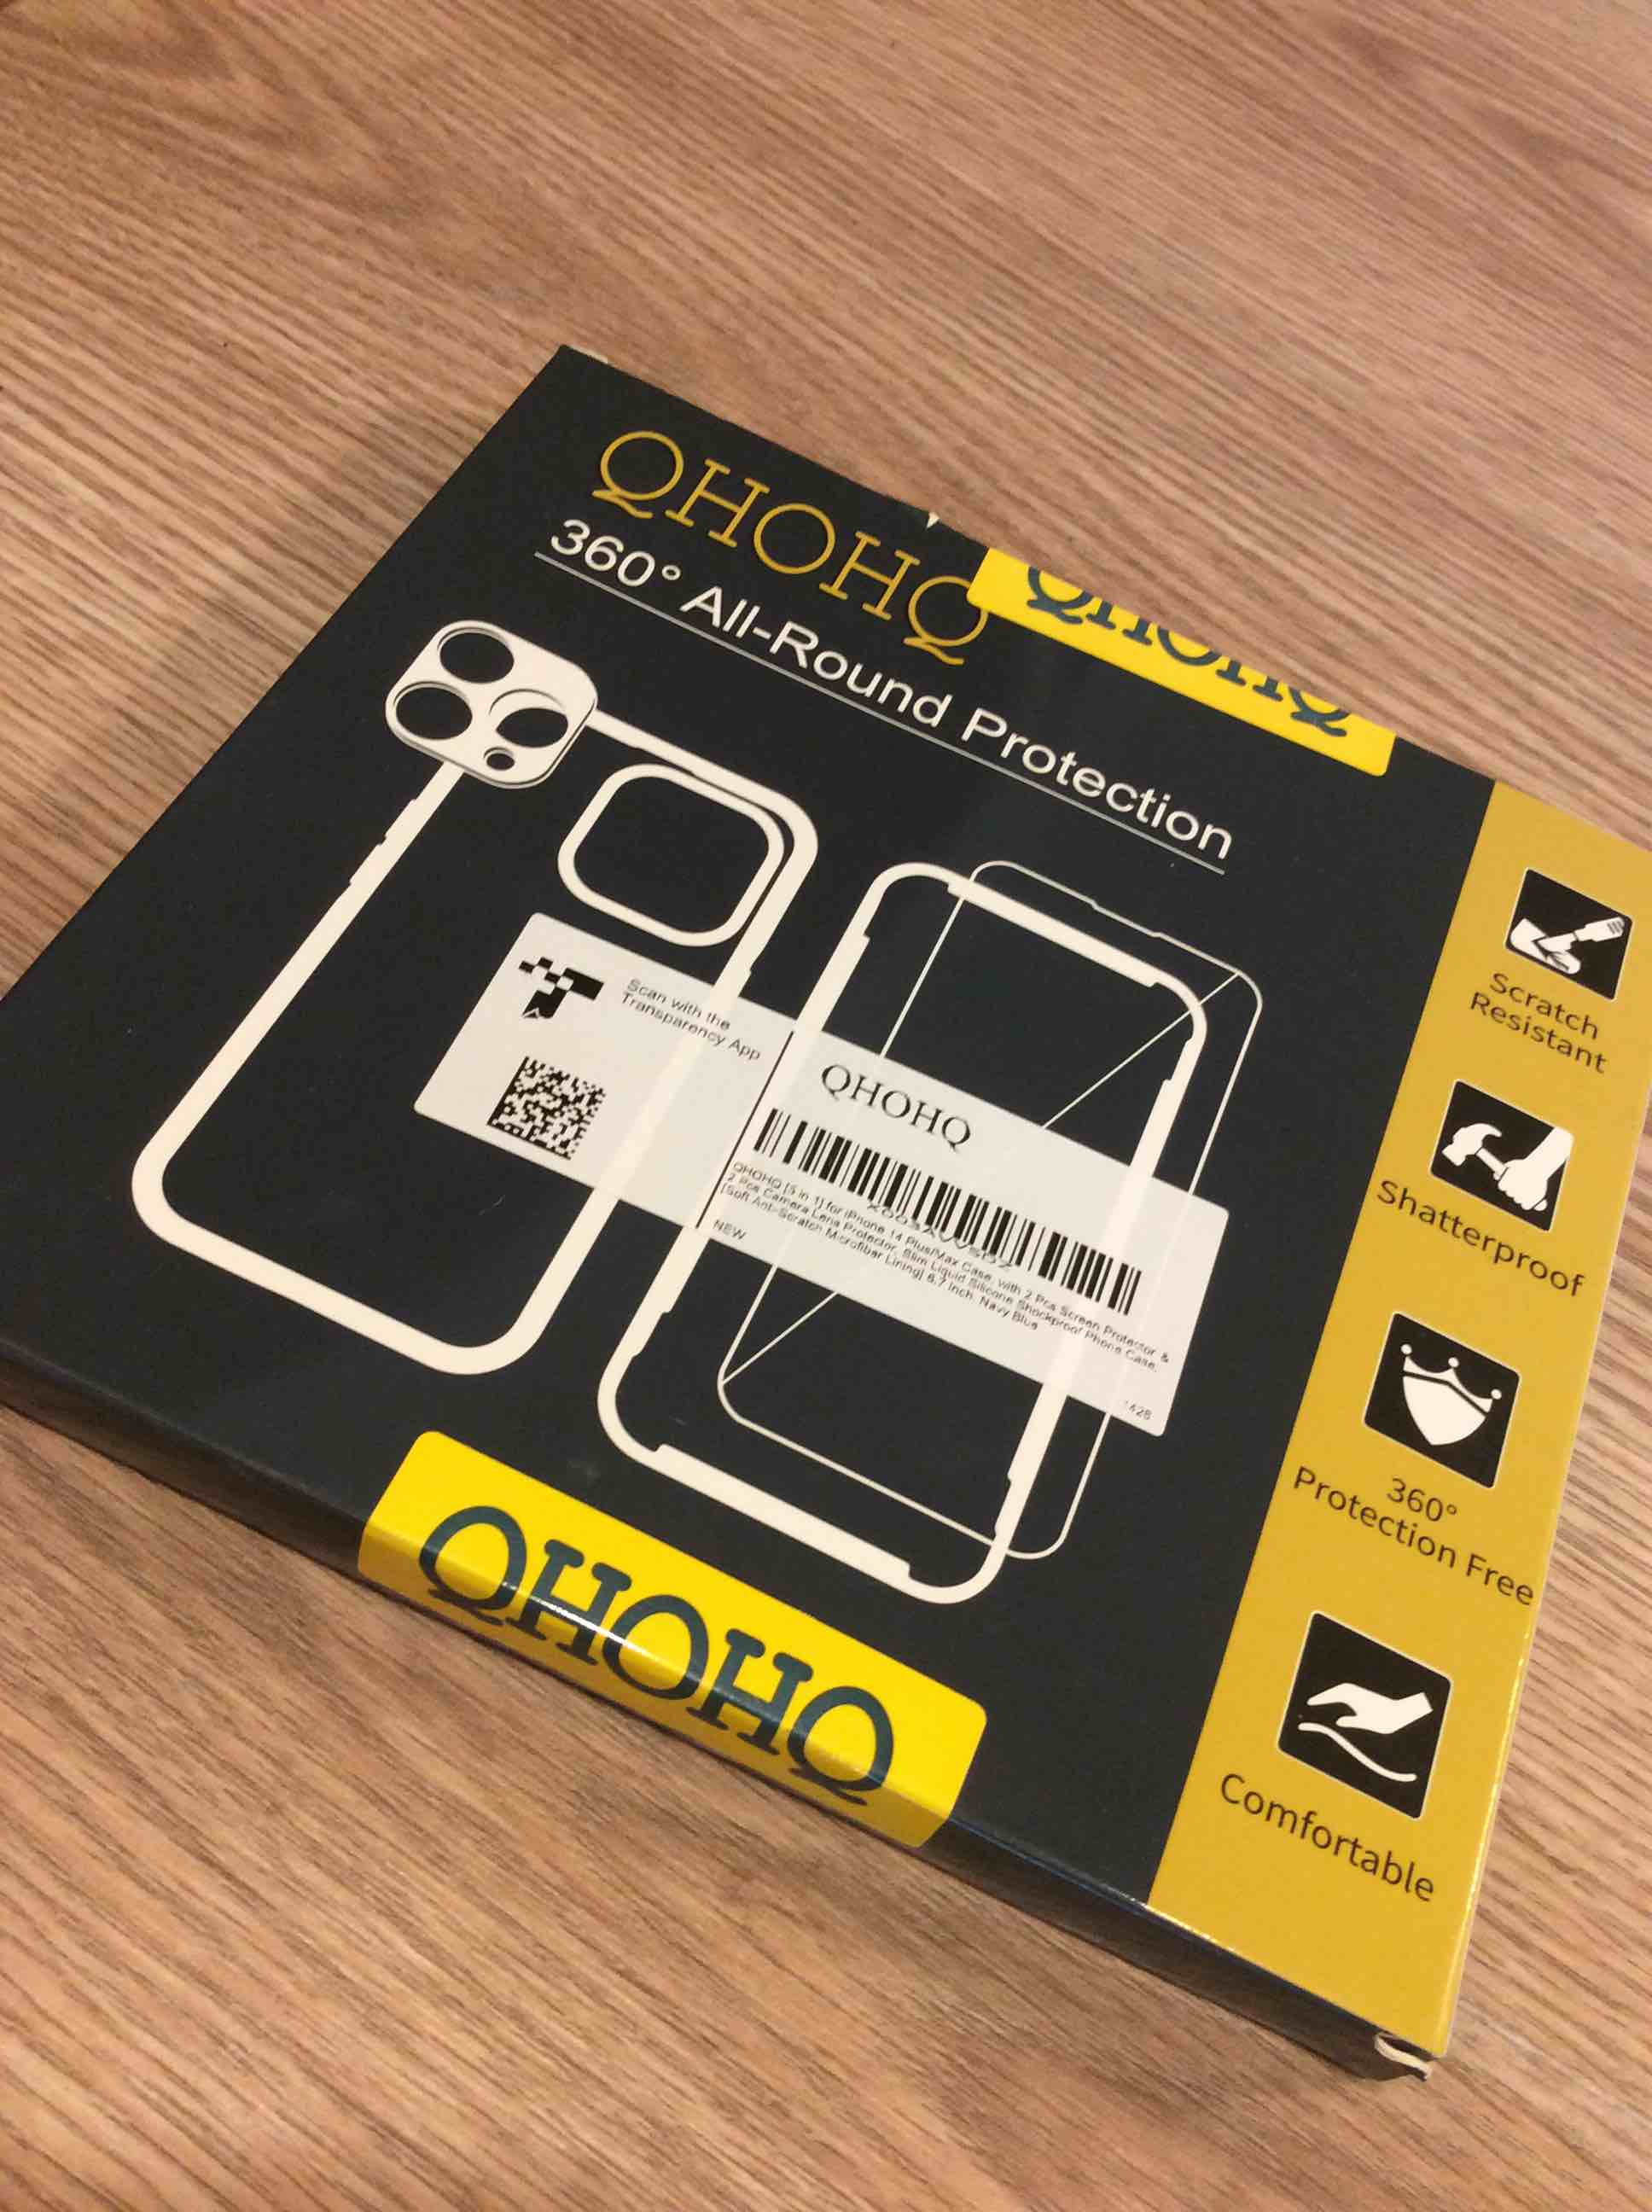 QHOHQ
QHOHQ
360° All-Round Protection
Scan with the
Transparency App
QHOHQ
QHOHQ [5 in 1] for iPhone 14 Plus/Max Case, with 2 Pcs Screen Protector &
2 Pcs Camera Lens Protector, Slim Liquid Silicone Shockproof Phone Case,
[Soft Anti-Scratch Microfiber Lining] 6.7 Inch, Navy Blue
NEW
1428
QHOHQ
Scratch
Resistant
Shatterproof
360°
Protection Free
Comfortable